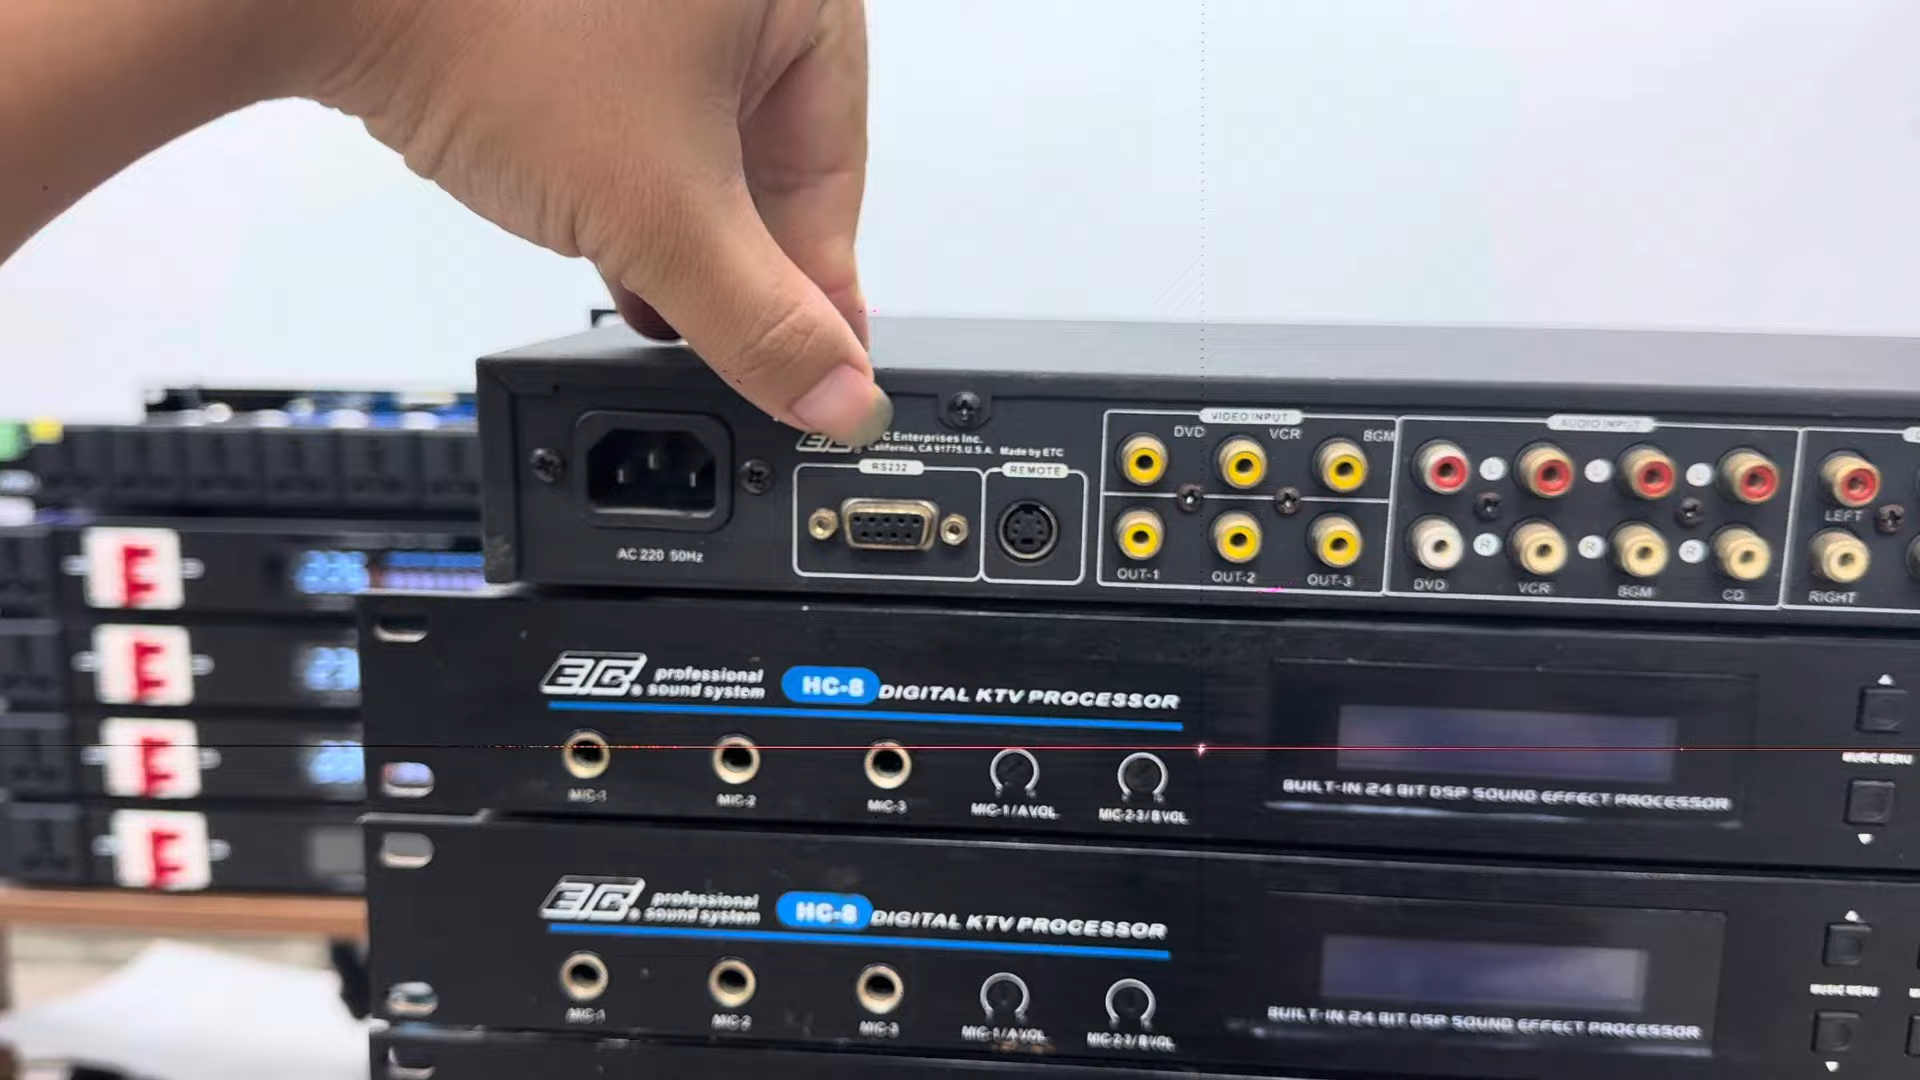 ETC Enterprises Inc.
California, CA 91775.U.S.A. Made by ETC
RS232
REMOTE
AC 220 50Hz
VIDEO INPUT
DVD
VCR
BGM
OUT-1
OUT-2
OUT-3
AUDIO INPUT
L
L
L
R
R
R
DVD
VCR
BGM
CD
LEFT
RIGHT
professional
sound system
HC-8 DIGITAL KTV PROCESSOR
MIC-1
MIC-2
MIC-3
MIC-1/A VOL
MIC-2-3/B VOL
BUILT-IN 24 BIT DSP SOUND EFFECT PROCESSOR
MUSIC MENU
professional
sound system
HC-8 DIGITAL KTV PROCESSOR
MIC-1
MIC-2
MIC-3
MIC-1/A VOL
MIC-2-3/B VOL
BUILT-IN 24 BIT DSP SOUND EFFECT PROCESSOR
MUSIC MENU